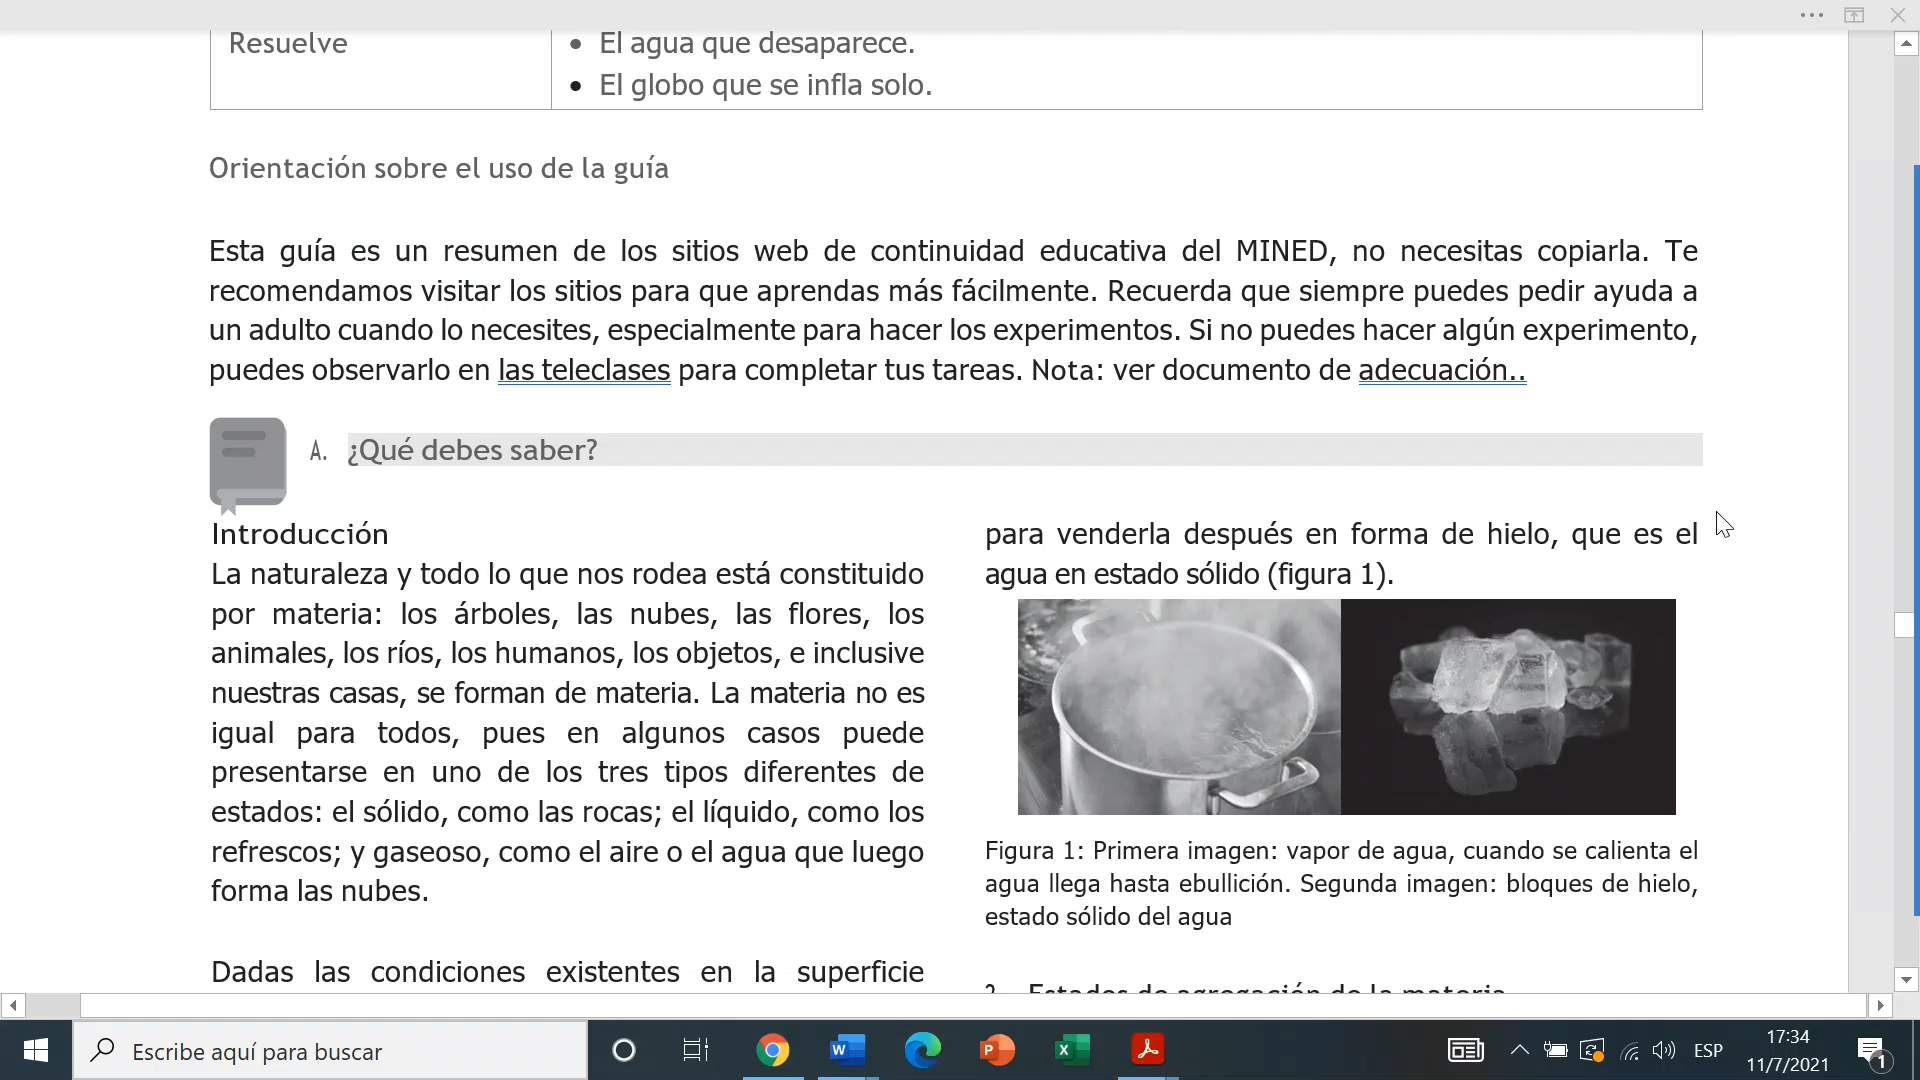 Resuelve
• El agua que desaparece.
• El globo que se infla solo.
Orientación sobre el uso de la guía
Esta guía es un resumen de los sitios web de continuidad educativa del MINED, no necesitas copiarla. Te
recomendamos visitar los sitios para que aprendas más fácilmente. Recuerda que siempre puedes pedir ayuda a
un adulto cuando lo necesites, especialmente para hacer los experimentos. Si no puedes hacer algún experimento,
puedes observarlo en las teleclases para completar tus tareas. Nota: ver documento de adecuación..
A. ¿Qué debes saber?
Introducción
La naturaleza y todo lo que nos rodea está constituido
por materia: los árboles, las nubes, las flores, los
animales, los ríos, los humanos, los objetos, e inclusive
nuestras casas, se forman de materia. La materia no es
igual para todos, pues en algunos casos puede
presentarse en uno de los tres tipos diferentes de
estados: el sólido, como las rocas; el líquido, como los
refrescos; y gaseoso, como el aire o el agua que luego
forma las nubes.
Dadas las condiciones existentes en la superficie
para venderla después en forma de hielo, que es el
agua en estado sólido (figura 1).
Figura 1: Primera imagen: vapor de agua, cuando se calienta el
agua llega hasta ebullición. Segunda imagen: bloques de hielo,
estado sólido del agua
2. Estados de agregación de la materia
Escribe aquí para buscar
W
P
X
ESP
17:34
11/7/2021
1